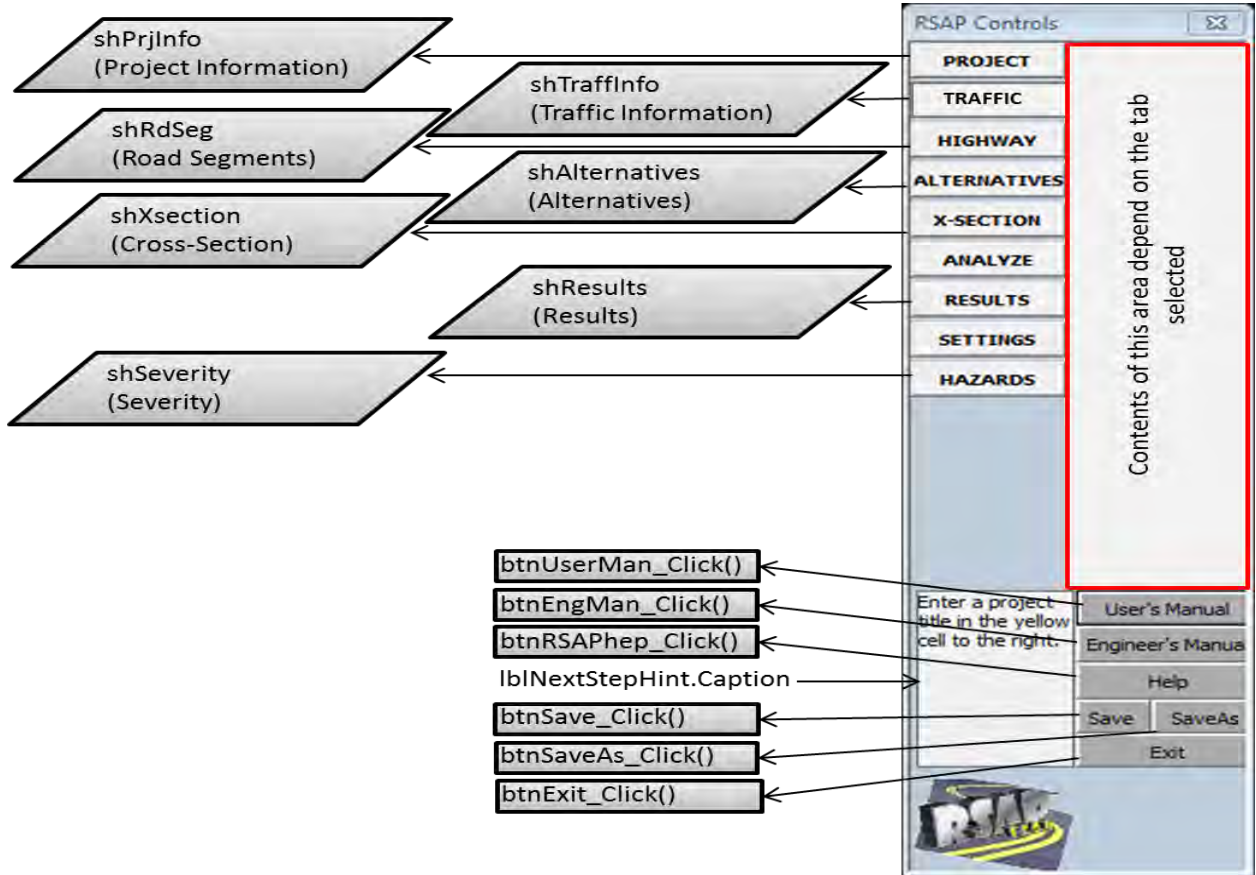 shPrjInfo
(Project Information)
shTraffInfo
(Traffic Information)
shRdSeg
(Road Segments)
shAlternatives
(Alternatives)
shXsection
(Cross-Section)
shResults
(Results)
shSeverity
(Severity)
btnUserMan_Click()
btnEngMan_Click()
btnRSAPhep_Click()
lblNextStepHint.Caption
btnSave_Click()
btnSaveAs_Click()
btnExit_Click()
RSAP Controls
PROJECT
TRAFFIC
HIGHWAY
ALTERNATIVES
X-SECTION
ANALYZE
RESULTS
SETTINGS
HAZARDS
Contents of this area depend on the tab
selected
Enter a project
title in the yellow
cell to the right.
User's Manual
Engineer's Manua
Help
Save
SaveAs
Exit
RSAP